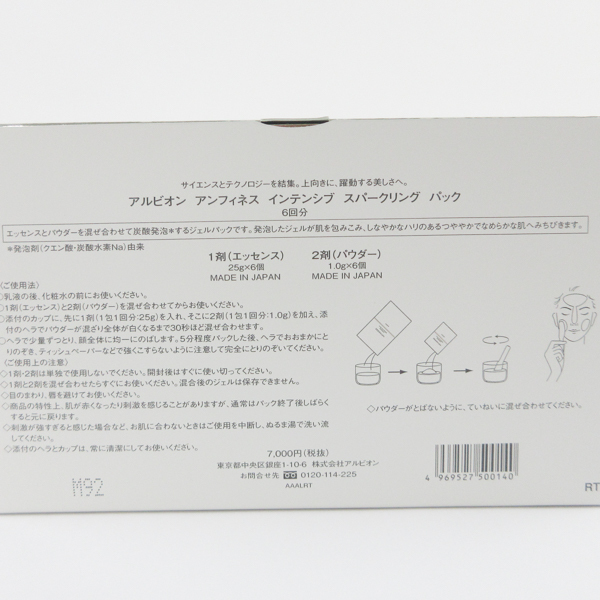 サイエンスとテクノロジーを結集。上向きに、躍動する美しさへ。
アルビオン アンフィネス インテンシブ スパークリング パック
6回分
エッセンスとパウダーを混ぜ合わせて炭酸発泡*するジェルパックです。発泡したジェルが肌を包みこみ、しなやかなハリのあるつややかでなめらかな肌へみちびきます。
*発泡剤(クエン酸・炭酸水素Na)由来
1剤(エッセンス) 2剤(パウダー)
25g×6個 1.0g×6個
MADE IN JAPAN MADE IN JAPAN
〈ご使用法〉
◇乳液の後、化粧水の前にお使いください。
◇1剤(エッセンス)と2剤(パウダー)を混ぜ合わせてからお使いください。
◇添付のカップに、先に1剤(1包1回分:25g)を入れ、そこに2剤(1包1回分:1.0g)を加え、添
付のヘラでパウダーが混ざり全体が白くなるまで30秒ほど混ぜ合わせます。
◇ヘラで少量ずつとり、顔全体に均一にのばします。5分程度パックした後、ヘラでおおまかにと
りのぞき、ティッシュペーパーなどで強くこすらないように注意して完全にとりのぞいてください。
〈ご使用上の注意〉
◇1剤・2剤は単独で使用しないでください。開封後はすぐに使い切ってください。
◇1剤と2剤を混ぜ合わせたらすぐにお使いください。混合後のジェルは保存できません。
◇目のまわり、唇を避けてお使いください。
◇商品の特性上、肌が赤くなったり刺激を感じることがありますが、通常はパック終了後しばらく
すると元に戻ります。
◇刺激が強すぎると感じた場合など、お肌に合わないときはご使用を中断し、ぬるま湯で洗い流
してください。
◇添付のヘラとカップは、常に清潔にしてお使いください。
◇パウダーがとばないように、ていねいに混ぜ合わせてください。
7,000円(税抜)
東京都中央区銀座1-10-6 株式会社アルビオン
お問合せ先 0120-114-225
AAALRT
4 969527 500140
M92
RT